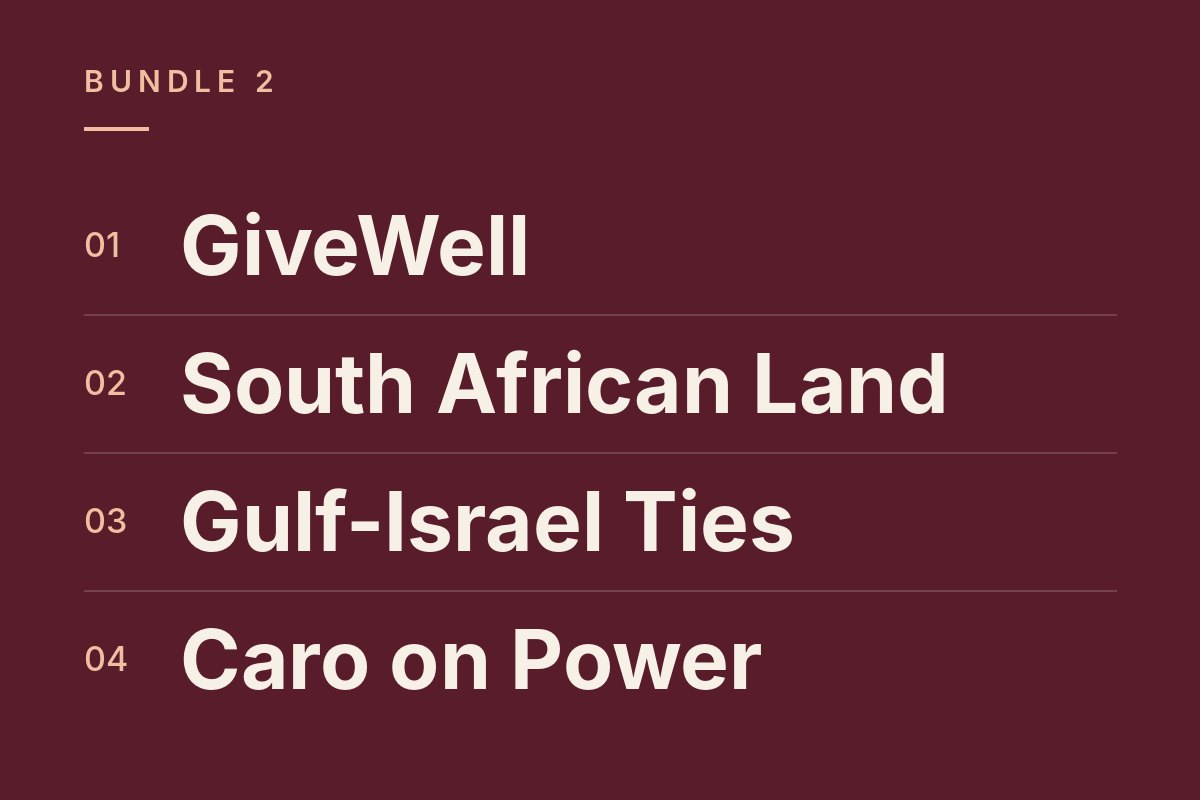 BUNDLE 2
01 GiveWell
02 South African Land
03 Gulf-Israel Ties
04 Caro on Power